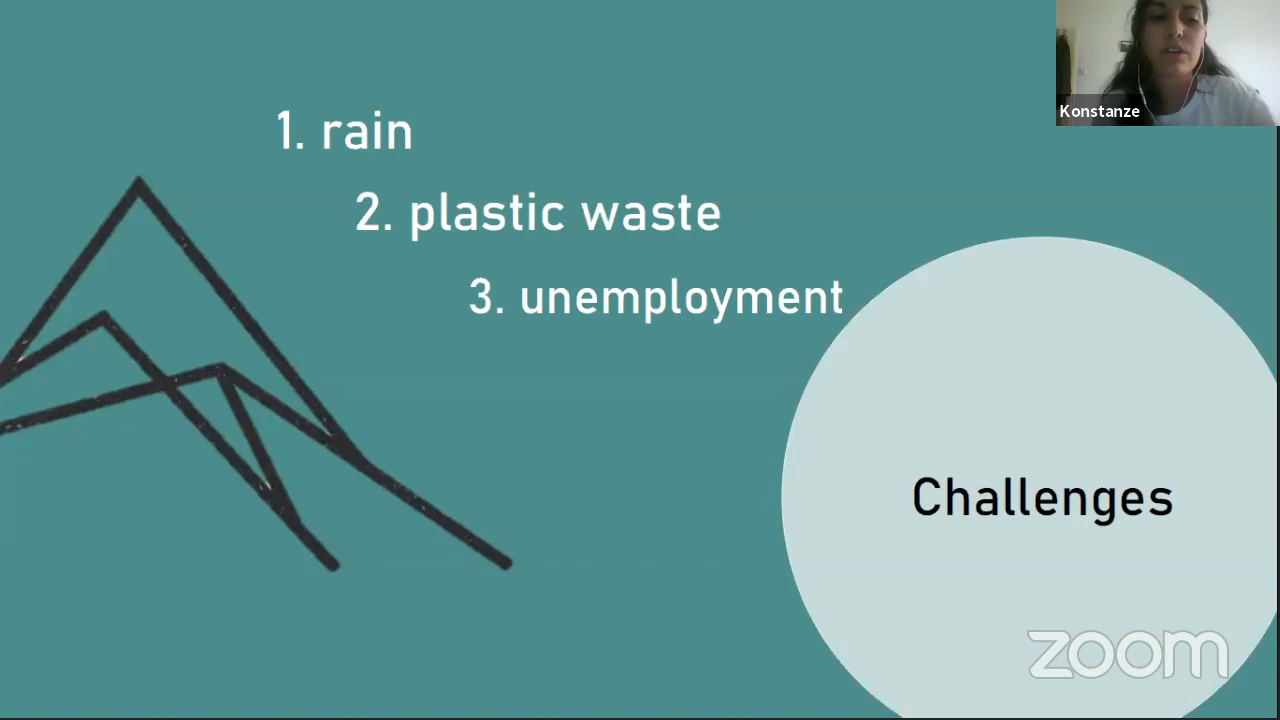 Konstanze
1. rain
2. plastic waste
3. unemployment
Challenges
zoom